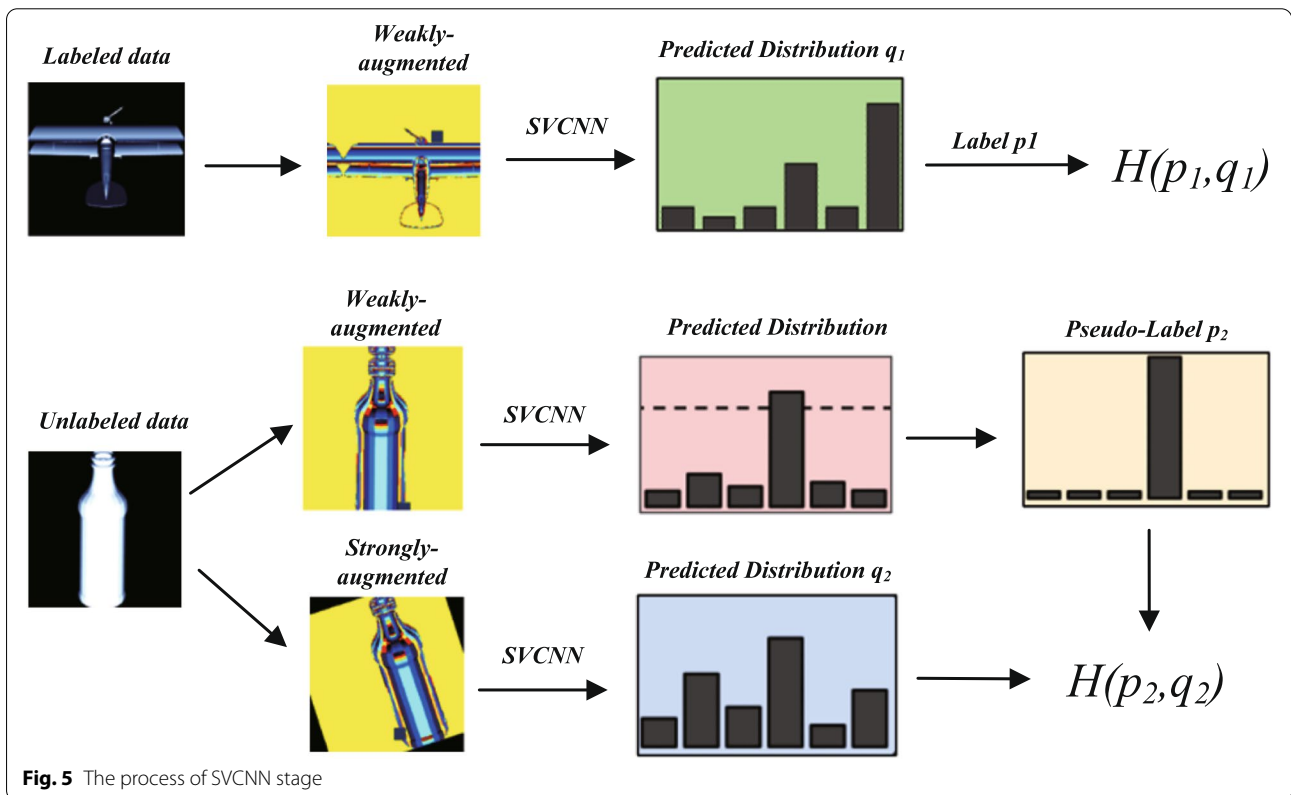 Labeled data
Weakly-
augmented
SVCNN
Predicted Distribution q1
Label p1
H(p1,q1)
Unlabeled data
Weakly-
augmented
SVCNN
Predicted Distribution
Pseudo-Label p2
Strongly-
augmented
SVCNN
Predicted Distribution q2
H(p2,q2)
Fig. 5 The process of SVCNN stage